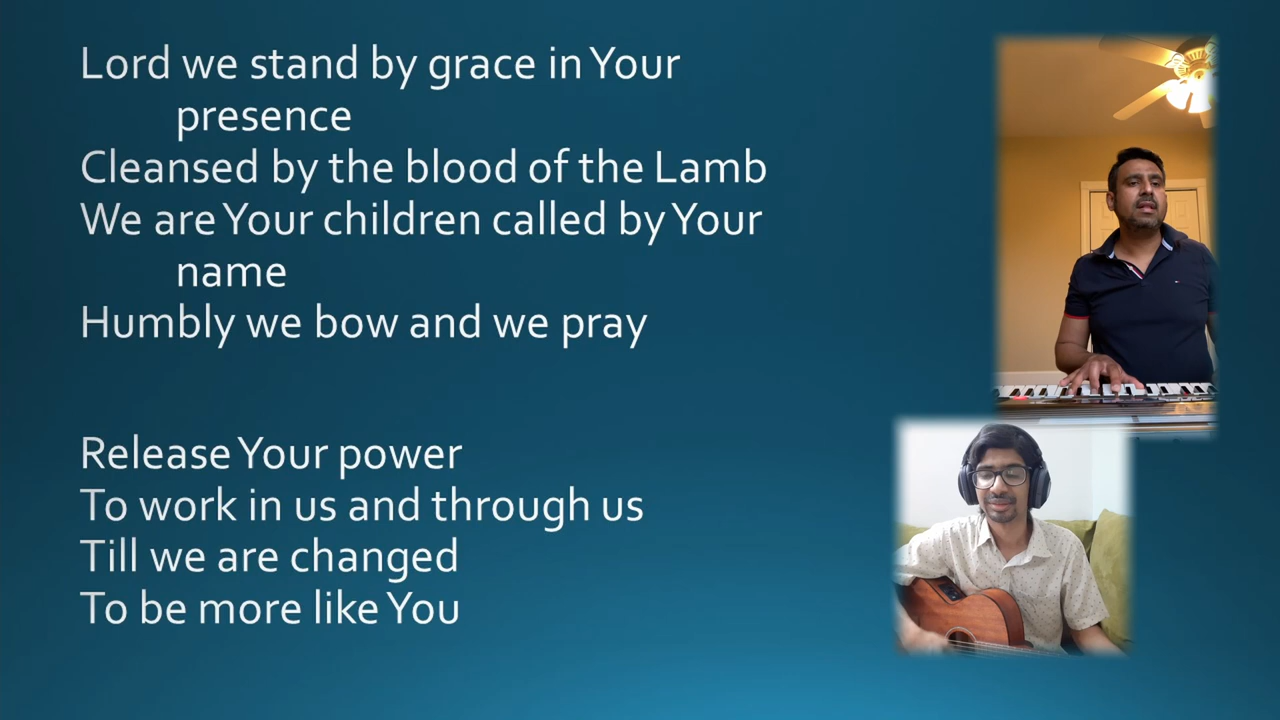 Lord we stand by grace in Your
presence
Cleansed by the blood of the Lamb
We are Your children called by Your
name
Humbly we bow and we pray
Release Your power
To work in us and through us
Till we are changed
To be more like You